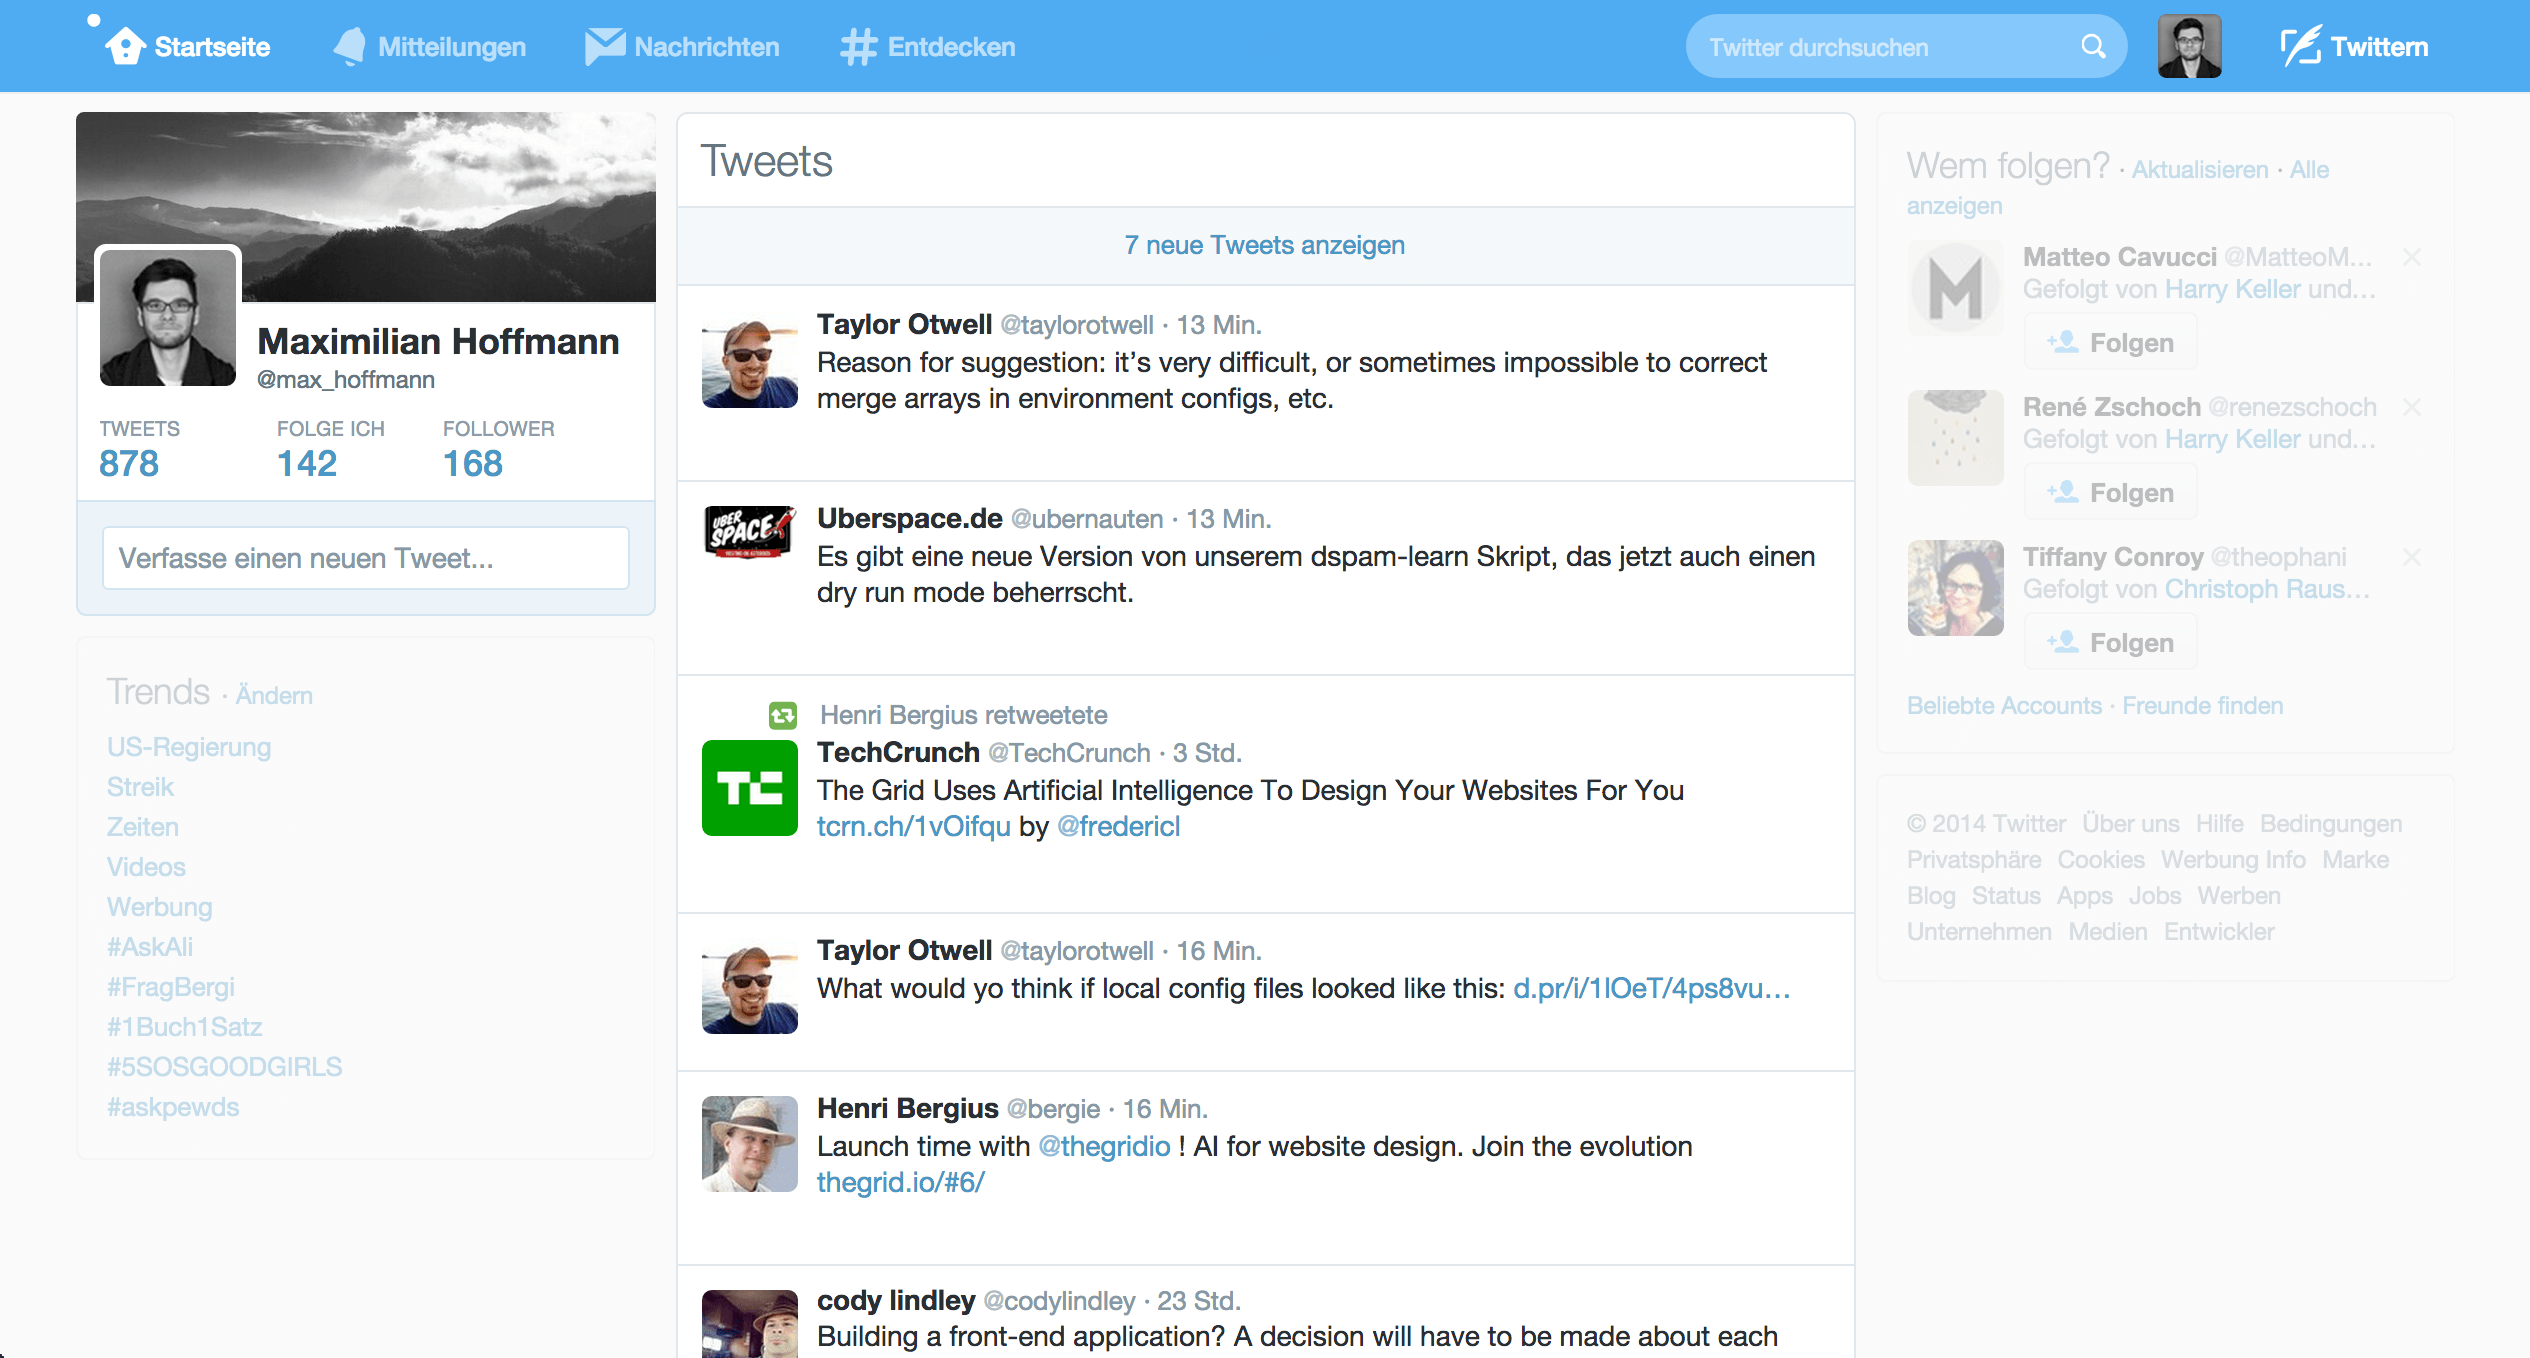 Startseite
Mitteilungen
Nachrichten
Entdecken
Twitter durchsuchen
Twittern
Maximilian Hoffmann
@max_hoffmann
TWEETS FOLGE ICH FOLLOWER
878 142 168
Verfasse einen neuen Tweet...
Trends · Ändern
US-Regierung
Streik
Zeiten
Videos
Werbung
#AskAli
#FragBergi
#1Buch1Satz
#5SOSGOODGIRLS
#askpewds
Tweets
7 neue Tweets anzeigen
Taylor Otwell @taylorotwell · 13 Min.
Reason for suggestion: it’s very difficult, or sometimes impossible to correct
merge arrays in environment configs, etc.
UBER
SPACE
Uberspace.de @ubernauten · 13 Min.
Es gibt eine neue Version von unserem dspam-learn Skript, das jetzt auch einen
dry run mode beherrscht.
Henri Bergius retweetete
TC
TechCrunch @TechCrunch · 3 Std.
The Grid Uses Artificial Intelligence To Design Your Websites For You
tcrn.ch/1vOifqu by @fredericl
Taylor Otwell @taylorotwell · 16 Min.
What would yo think if local config files looked like this: d.pr/i/1lOeT/4ps8vu…
Henri Bergius @bergie · 16 Min.
Launch time with @thegridio ! AI for website design. Join the evolution
thegrid.io/#6/
cody lindley @codylindley · 23 Std.
Building a front-end application? A decision will have to be made about each
Wem folgen? · Aktualisieren · Alle
anzeigen
M
Matteo Cavucci @MatteoM…
Gefolgt von Harry Keller und…
Folgen
René Zschoch @renezschoch
Gefolgt von Harry Keller und…
Folgen
Tiffany Conroy @theophani
Gefolgt von Christoph Raus…
Folgen
Beliebte Accounts · Freunde finden
© 2014 Twitter Über uns Hilfe Bedingungen
Privatsphäre Cookies Werbung Info Marke
Blog Status Apps Jobs Werben
Unternehmen Medien Entwickler